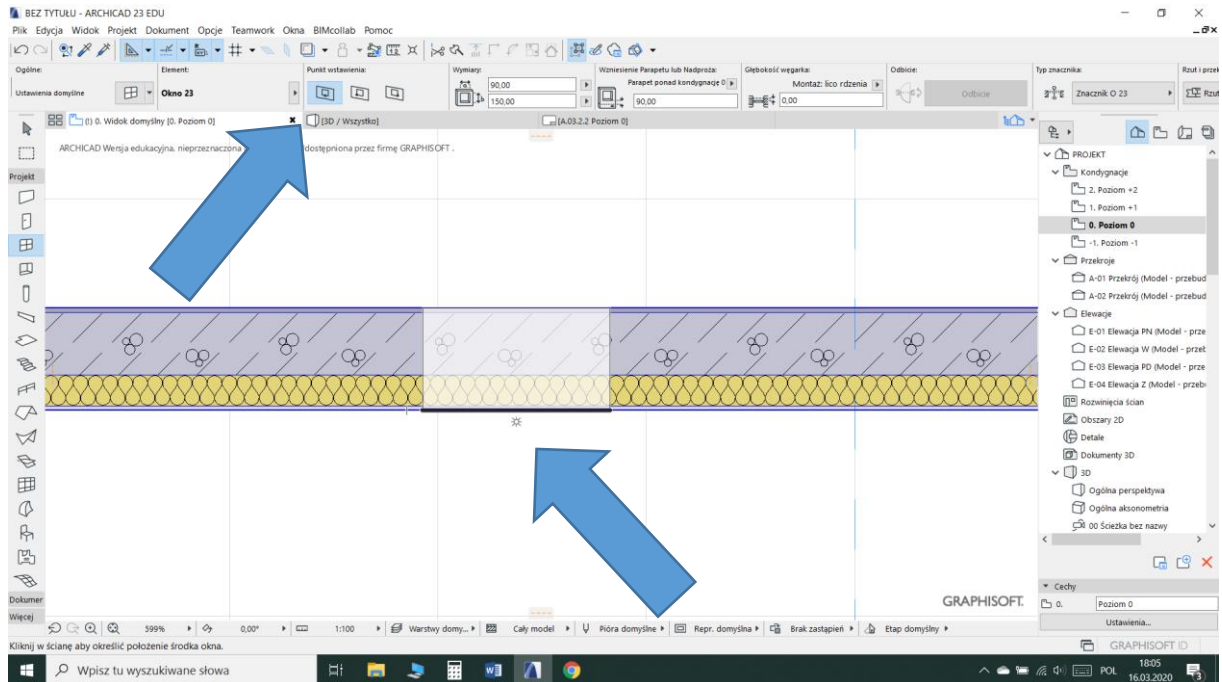 BEZ TYTUŁU - ARCHICAD 23 EDU
Plik Edycja Widok Projekt Dokument Opcje Teamwork Okna BIMcollab Pomoc
Ogólne: Element: Punkt wstawienia: Wymiary: Wzniesienie Parapetu lub Nadproża: Głębokość węgarka: Odbicie: Typ znacznika: Rzut i przek
Ustawienia domyślne Okno 23 90,00 150,00 Parapet ponad kondygnację 0 90,00 Montaż: lico rdzenia 0,00 Odbicie Znacznik O 23 Rzut
(!) 0. Widok domyślny [0. Poziom 0] [3D / Wszystko] [A.03.2.2 Poziom 0]
ARCHICAD Wersja edukacyjna, nieprzeznaczona dostępniona przez firmę GRAPHISOFT .
Projekt
PROJEKT
Kondygnacje
2. Poziom +2
1. Poziom +1
0. Poziom 0
-1. Poziom -1
Przekroje
A-01 Przekrój (Model - przebud
A-02 Przekrój (Model - przebud
Elewacje
E-01 Elewacja PN (Model - prze
E-02 Elewacja W (Model - przeb
E-03 Elewacja PD (Model - prze
E-04 Elewacja Z (Model - przeb
Rozwinięcia ścian
Obszary 2D
Detale
Dokumenty 3D
3D
Ogólna perspektywa
Ogólna aksonometria
00 Ścieżka bez nazwy
Cechy
0. Poziom 0
Ustawienia...
Dokumer
Więcej
GRAPHISOFT.
599% 0,00° 1:100 Warstwy domy... Cały model Pióra domyślne Repr. domyślna Brak zastąpień Etap domyślny
Kliknij w ścianę aby określić położenie środka okna.
GRAPHISOFT ID
Wpisz tu wyszukiwane słowa
POL
18:05
16.03.2020
3